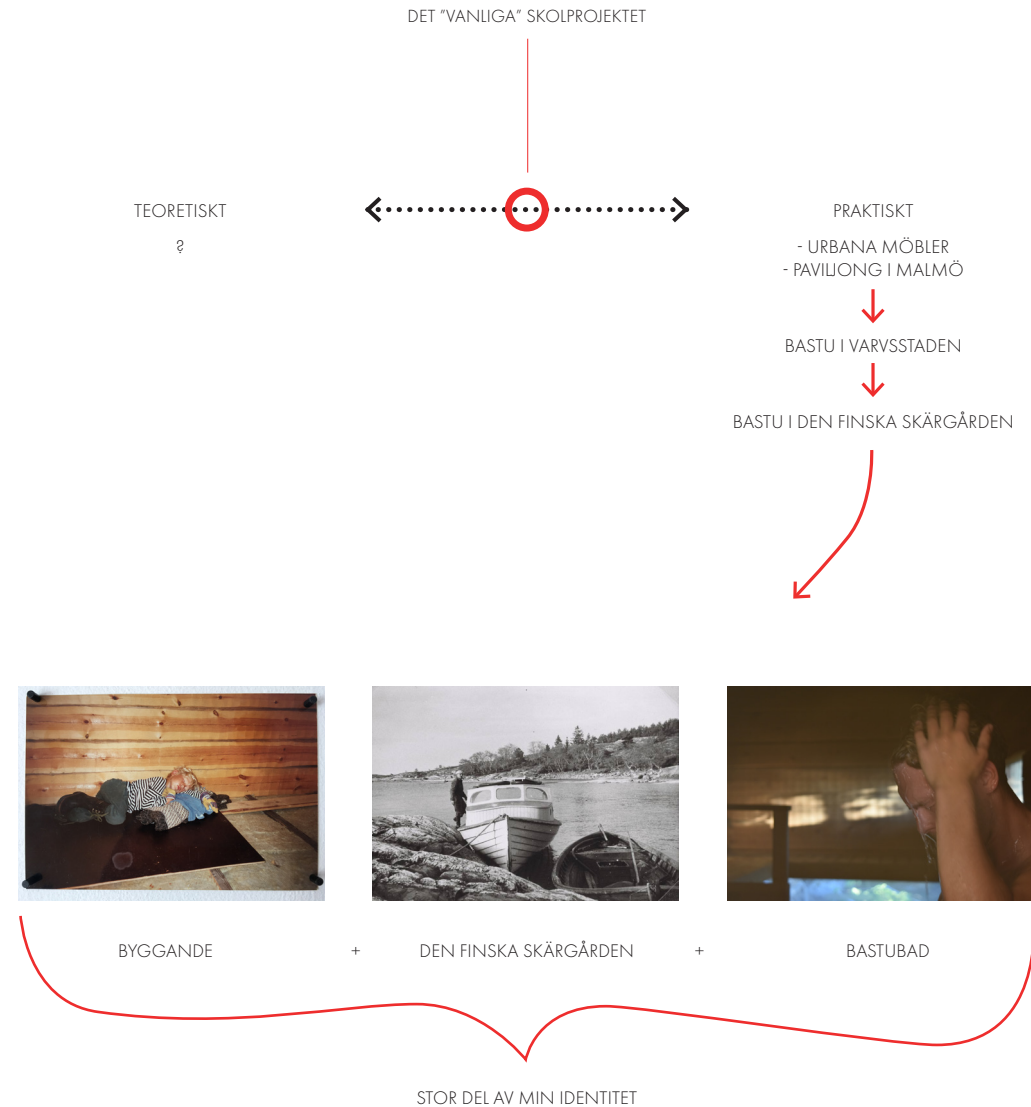 DET ”VANLIGA” SKOLPROJEKTET
TEORETISKT
?
PRAKTISKT
- URBANA MÖBLER
- PAVILJONG I MALMÖ
BASTU I VARVSSTADEN
BASTU I DEN FINSKA SKÄRGÅRDEN
BYGGANDE + DEN FINSKA SKÄRGÅRDEN + BASTUBAD
STOR DEL AV MIN IDENTITET